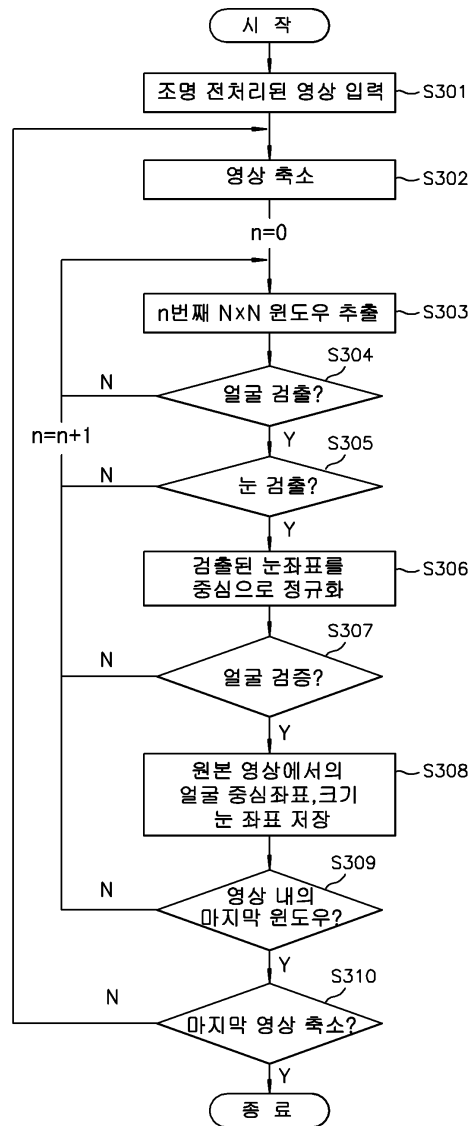 시 작
조명 전처리된 영상 입력
S301
영상 축소
S302
n=0
n번째 N×N 윈도우 추출
S303
S304
얼굴 검출?
N
Y
n=n+1
S305
눈 검출?
N
Y
검출된 눈좌표를
중심으로 정규화
S306
S307
얼굴 검증?
N
Y
원본 영상에서의
얼굴 중심좌표,크기
눈 좌표 저장
S308
S309
영상 내의
마지막 윈도우?
N
Y
S310
마지막 영상 축소?
N
Y
종 료